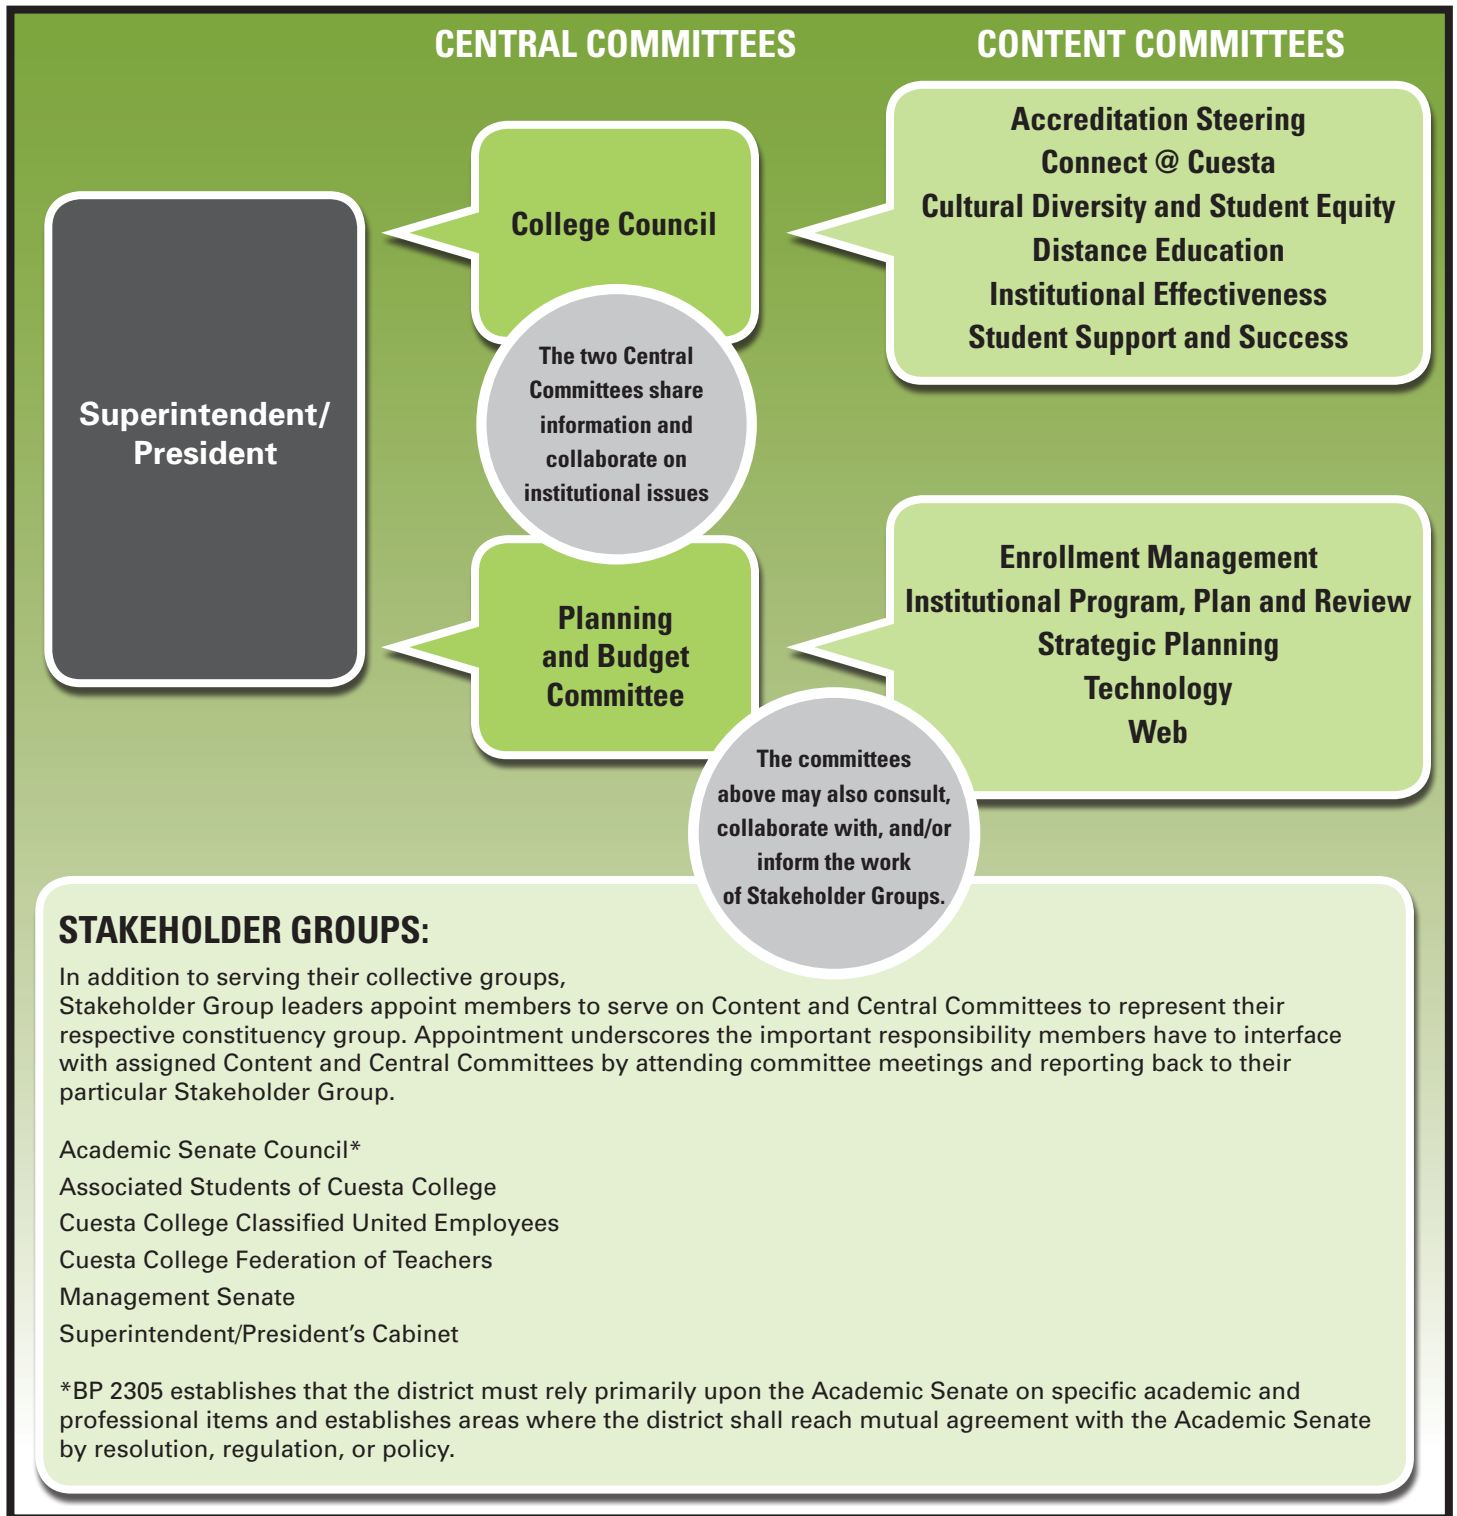 CENTRAL COMMITTEES
CONTENT COMMITTEES
Superintendent/
President
College Council
Accreditation Steering
Connect @ Cuesta
Cultural Diversity and Student Equity
Distance Education
Institutional Effectiveness
Student Support and Success
The two Central
Committees share
information and
collaborate on
institutional issues
Planning
and Budget
Committee
Enrollment Management
Institutional Program, Plan and Review
Strategic Planning
Technology
Web
The committees
above may also consult,
collaborate with, and/or
inform the work
of Stakeholder Groups.
STAKEHOLDER GROUPS:
In addition to serving their collective groups,
Stakeholder Group leaders appoint members to serve on Content and Central Committees to represent their
respective constituency group. Appointment underscores the important responsibility members have to interface
with assigned Content and Central Committees by attending committee meetings and reporting back to their
particular Stakeholder Group.
Academic Senate Council*
Associated Students of Cuesta College
Cuesta College Classified United Employees
Cuesta College Federation of Teachers
Management Senate
Superintendent/President’s Cabinet
*BP 2305 establishes that the district must rely primarily upon the Academic Senate on specific academic and
professional items and establishes areas where the district shall reach mutual agreement with the Academic Senate
by resolution, regulation, or policy.